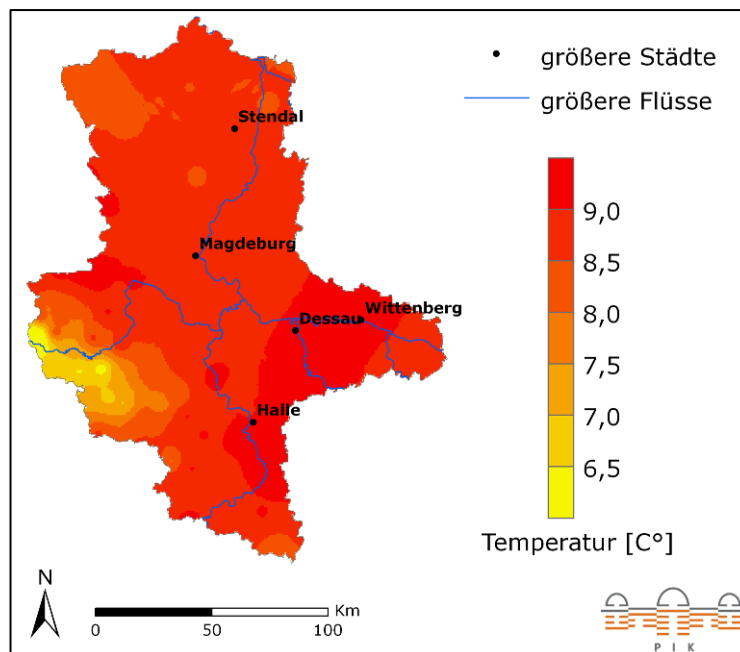 größere Städte
größere Flüsse
Stendal
Magdeburg
Wittenberg
Dessau
Halle
9,0
8,5
8,0
7,5
7,0
6,5
Temperatur [C°]
N
Km
0 50 100
P I K